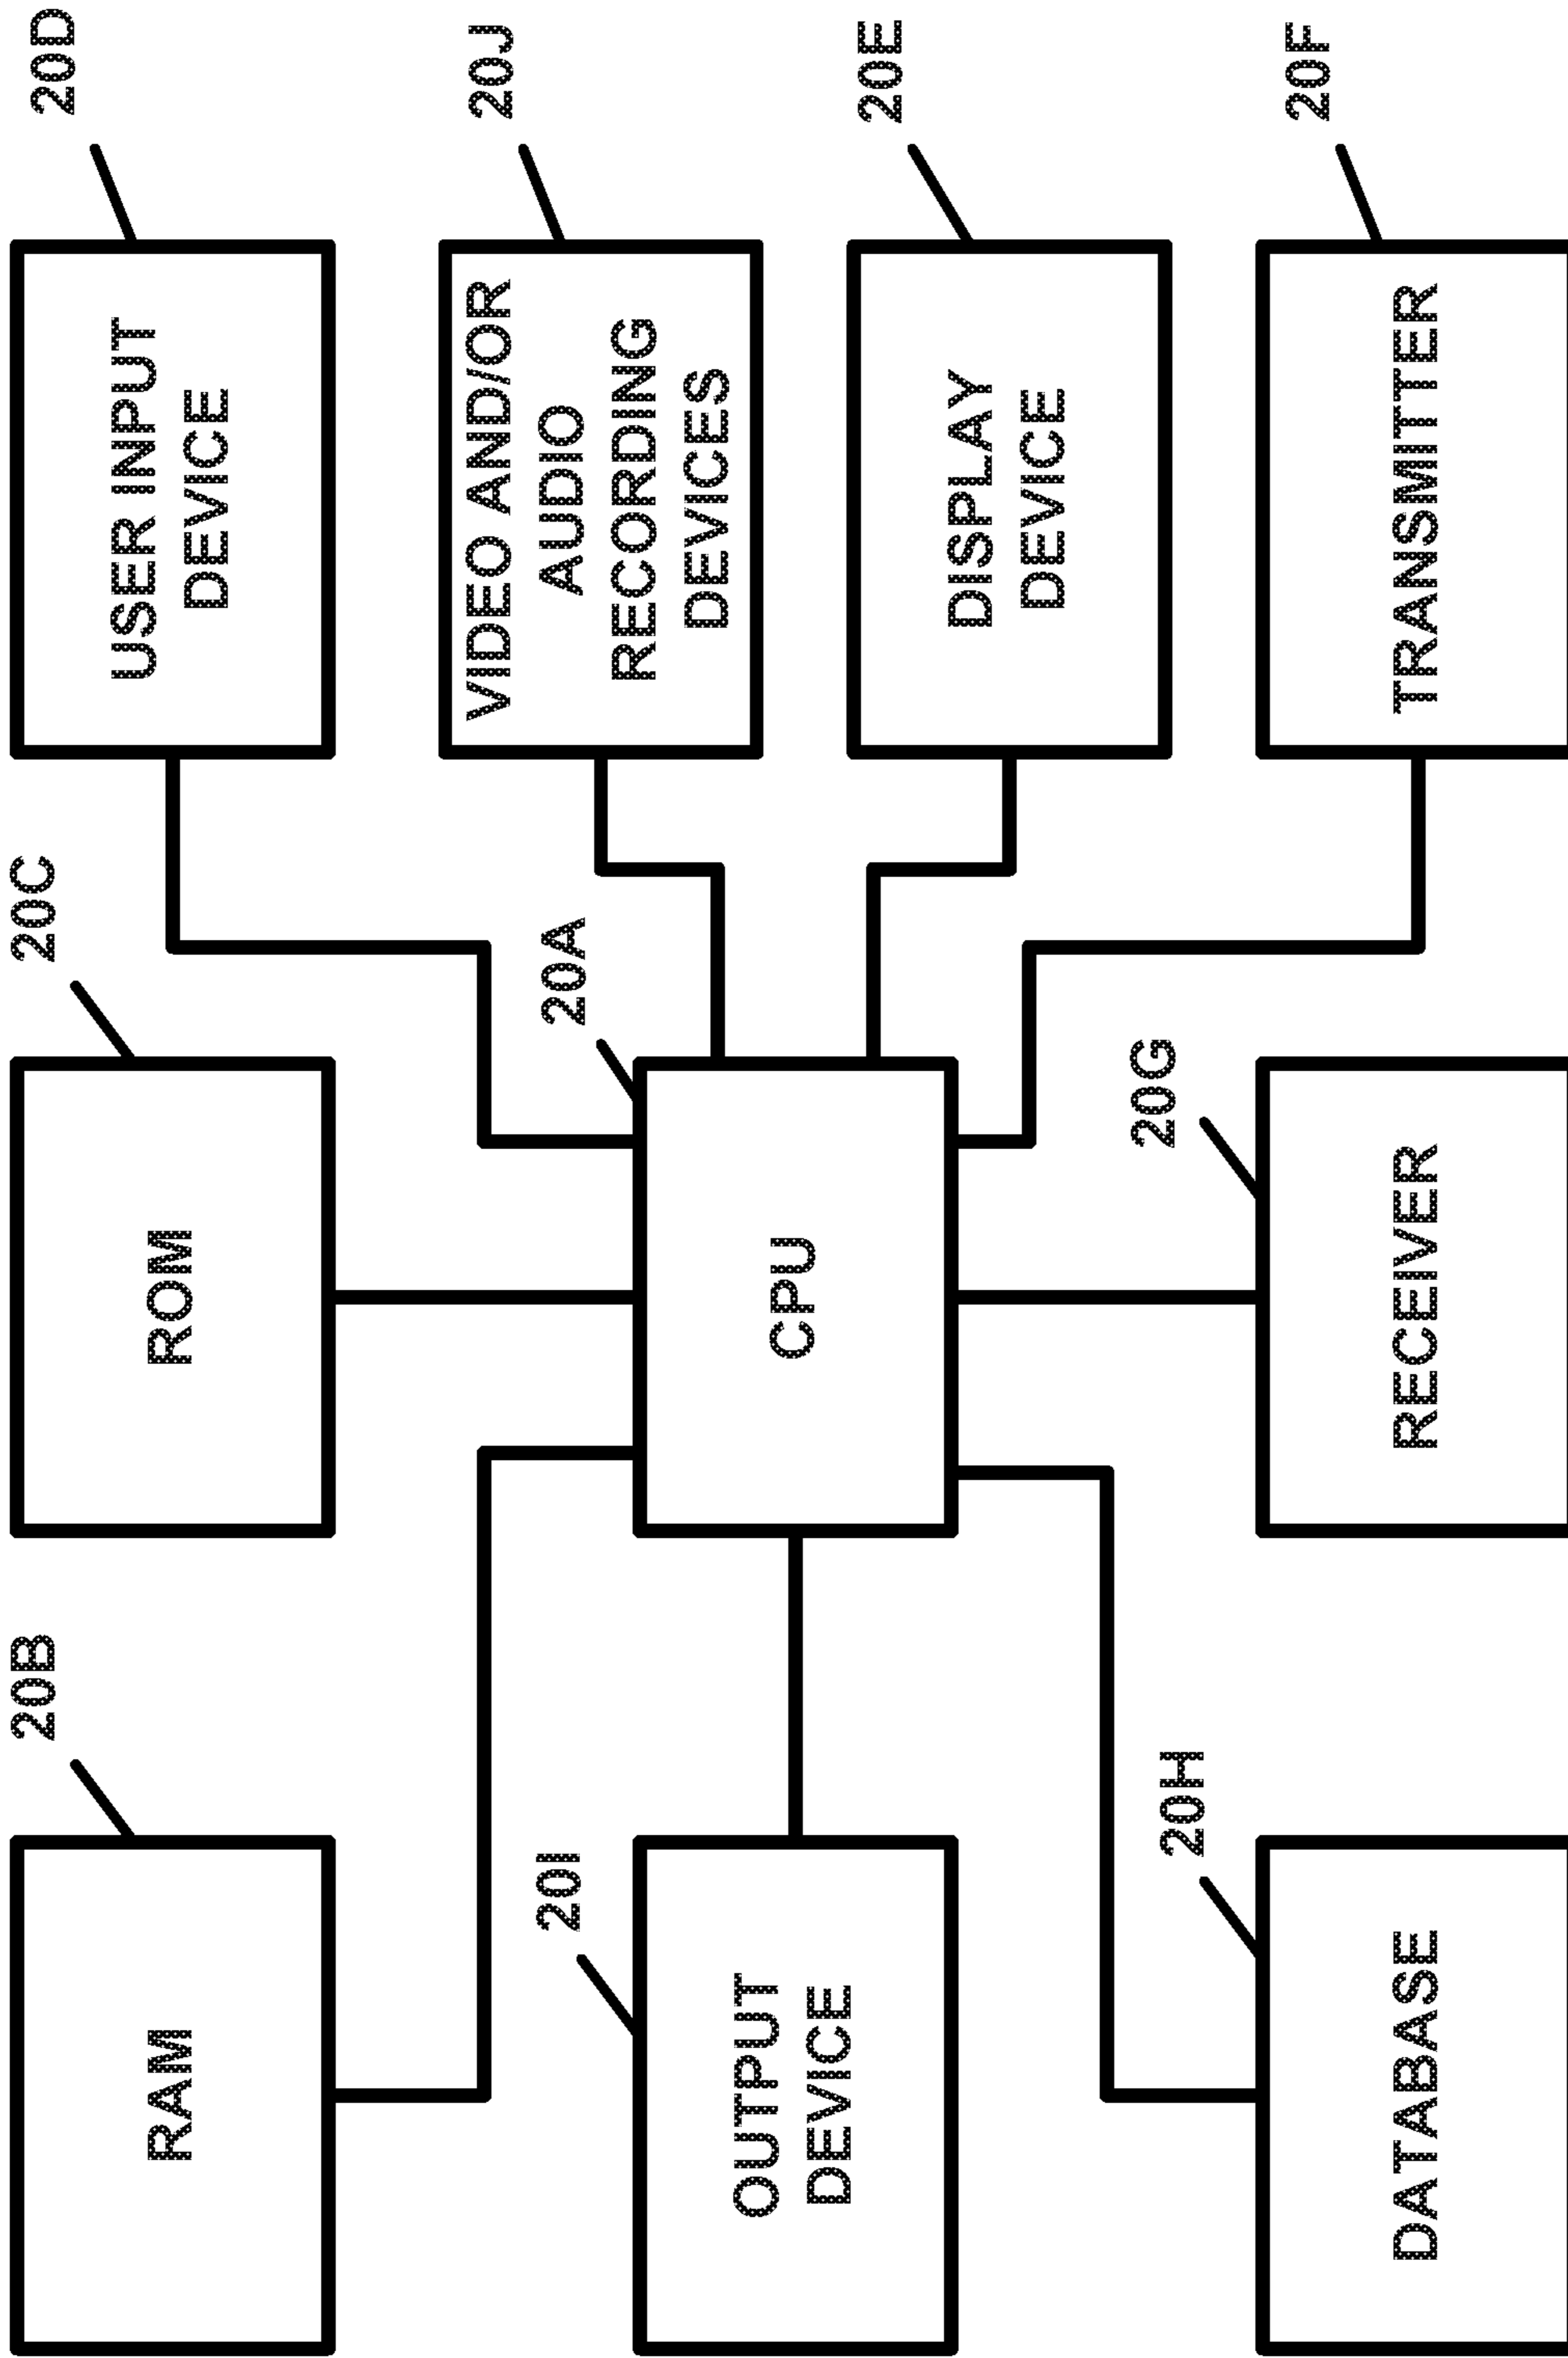 20B
RAM
20C
ROM
20D
USER INPUT
DEVICE
20I
OUTPUT
DEVICE
20A
CPU
20J
VIDEO AND/OR
AUDIO
RECORDING
DEVICES
20E
DISPLAY
DEVICE
20H
DATABASE
20G
RECEIVER
20F
TRANSMITTER